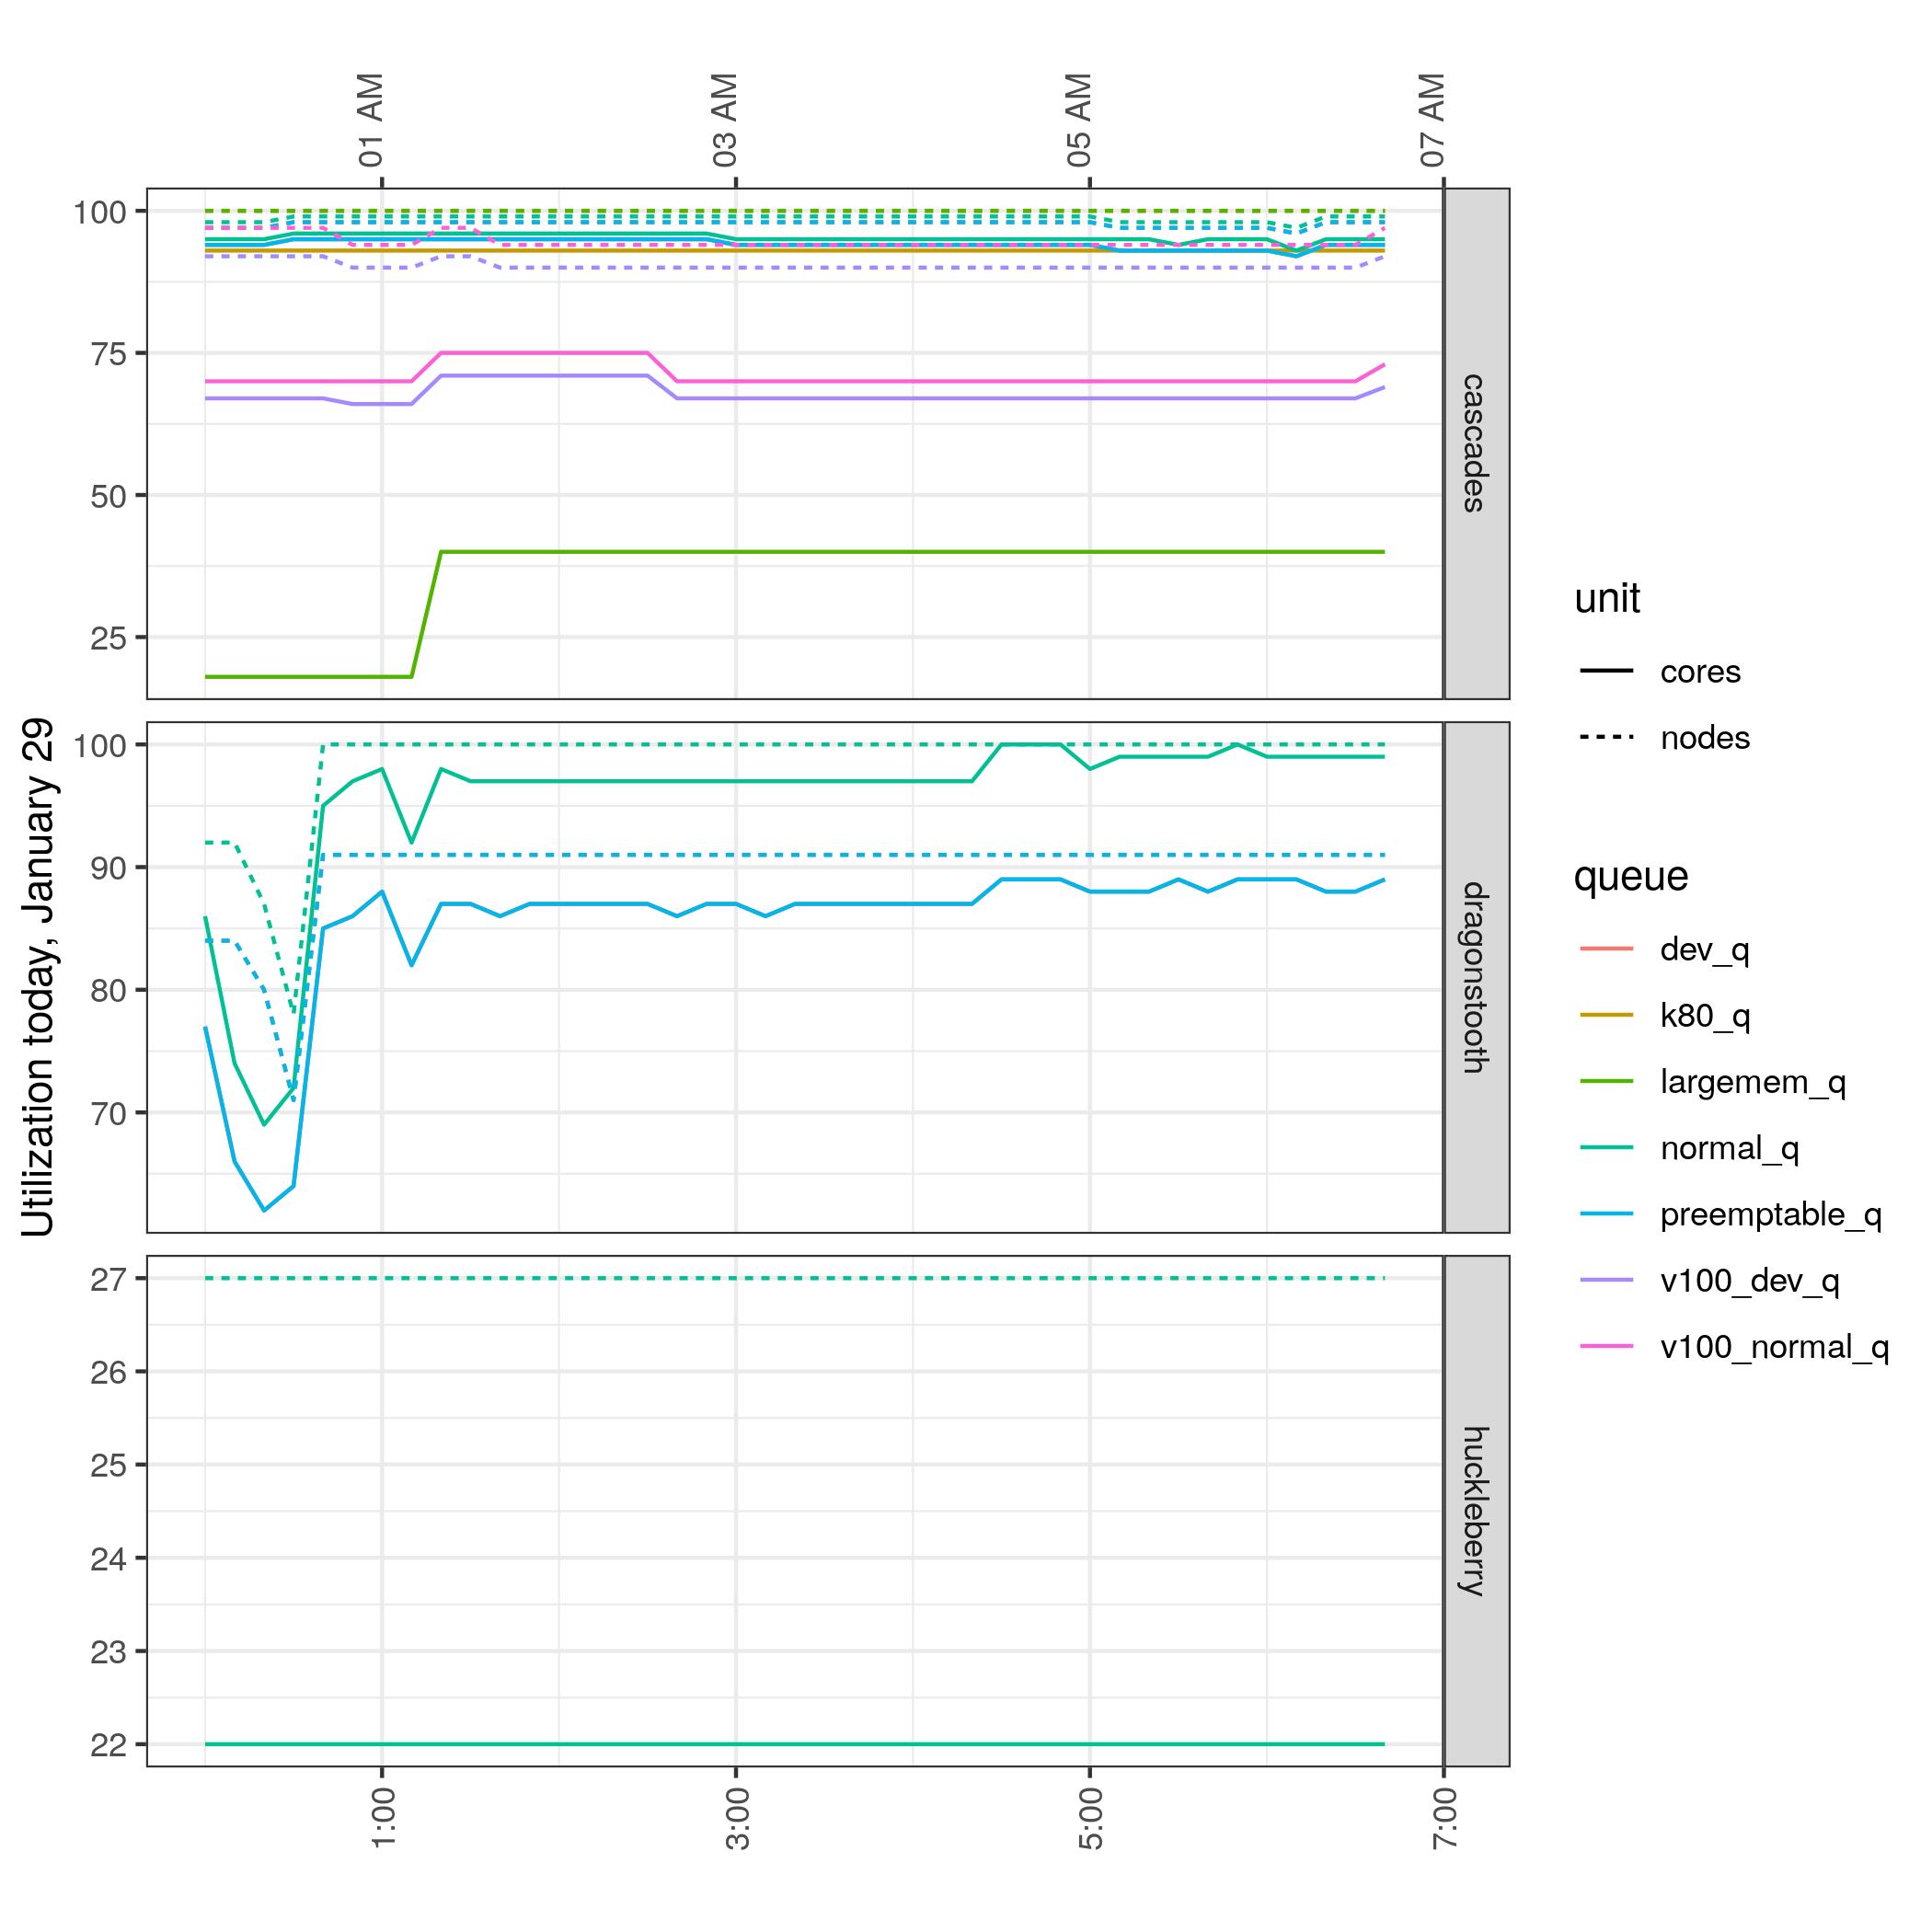 01 AM
03 AM
05 AM
07 AM
100
75
50
25
cascades
Utilization today, January 29
100
90
80
70
dragonstooth
27
26
25
24
23
22
huckleberry
1:00
3:00
5:00
7:00
unit
cores
nodes
queue
dev_q
k80_q
largemem_q
normal_q
preemptable_q
v100_dev_q
v100_normal_q